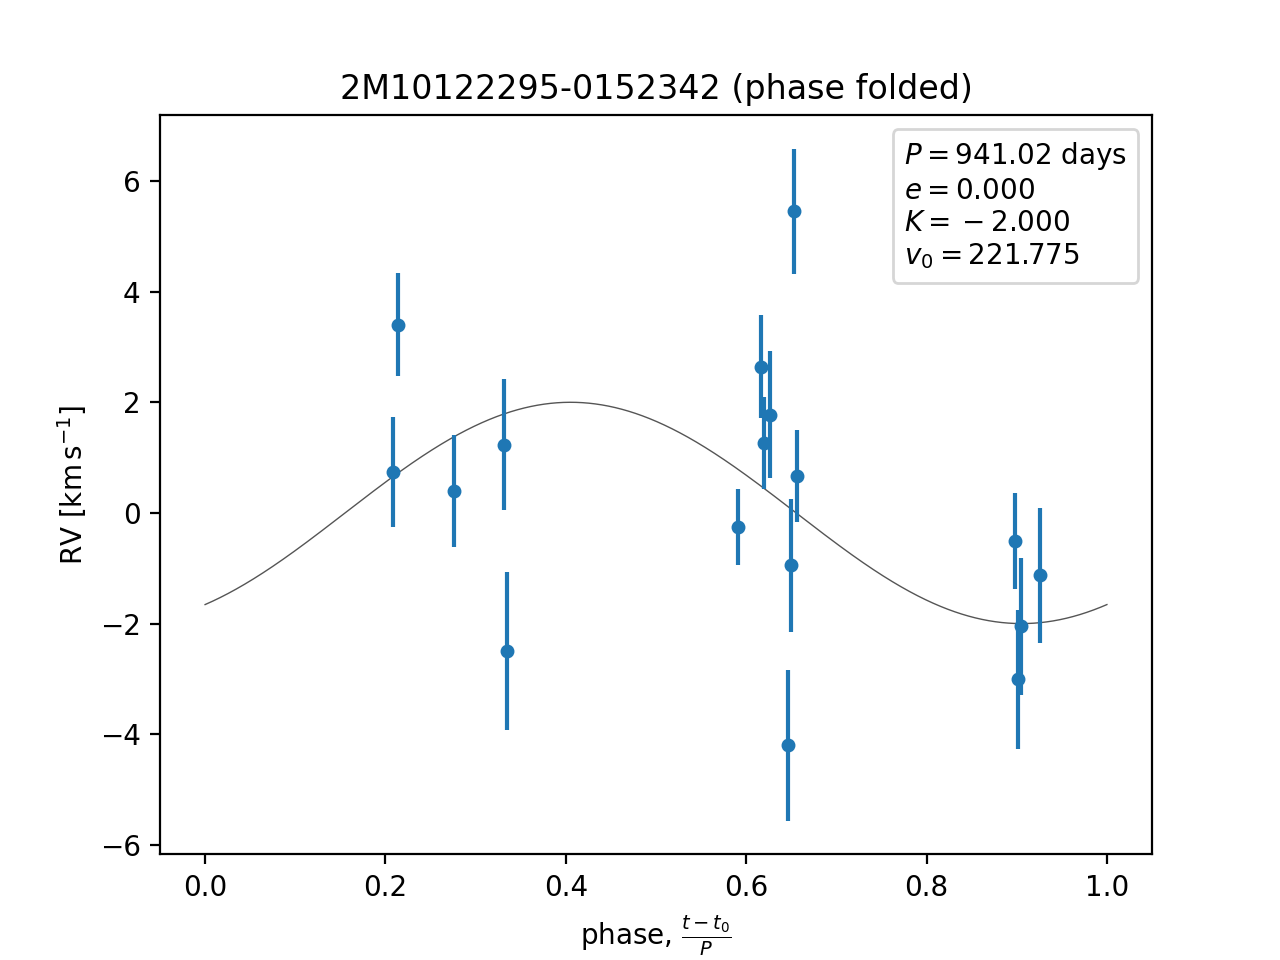 2M10122295-0152342 (phase folded)
P = 941.02 days
e = 0.000
K = −2.000
v₀ = 221.775
RV [km s⁻¹]
6
4
2
0
−2
−4
−6
0.0 0.2 0.4 0.6 0.8 1.0
phase, (t − t₀)/P